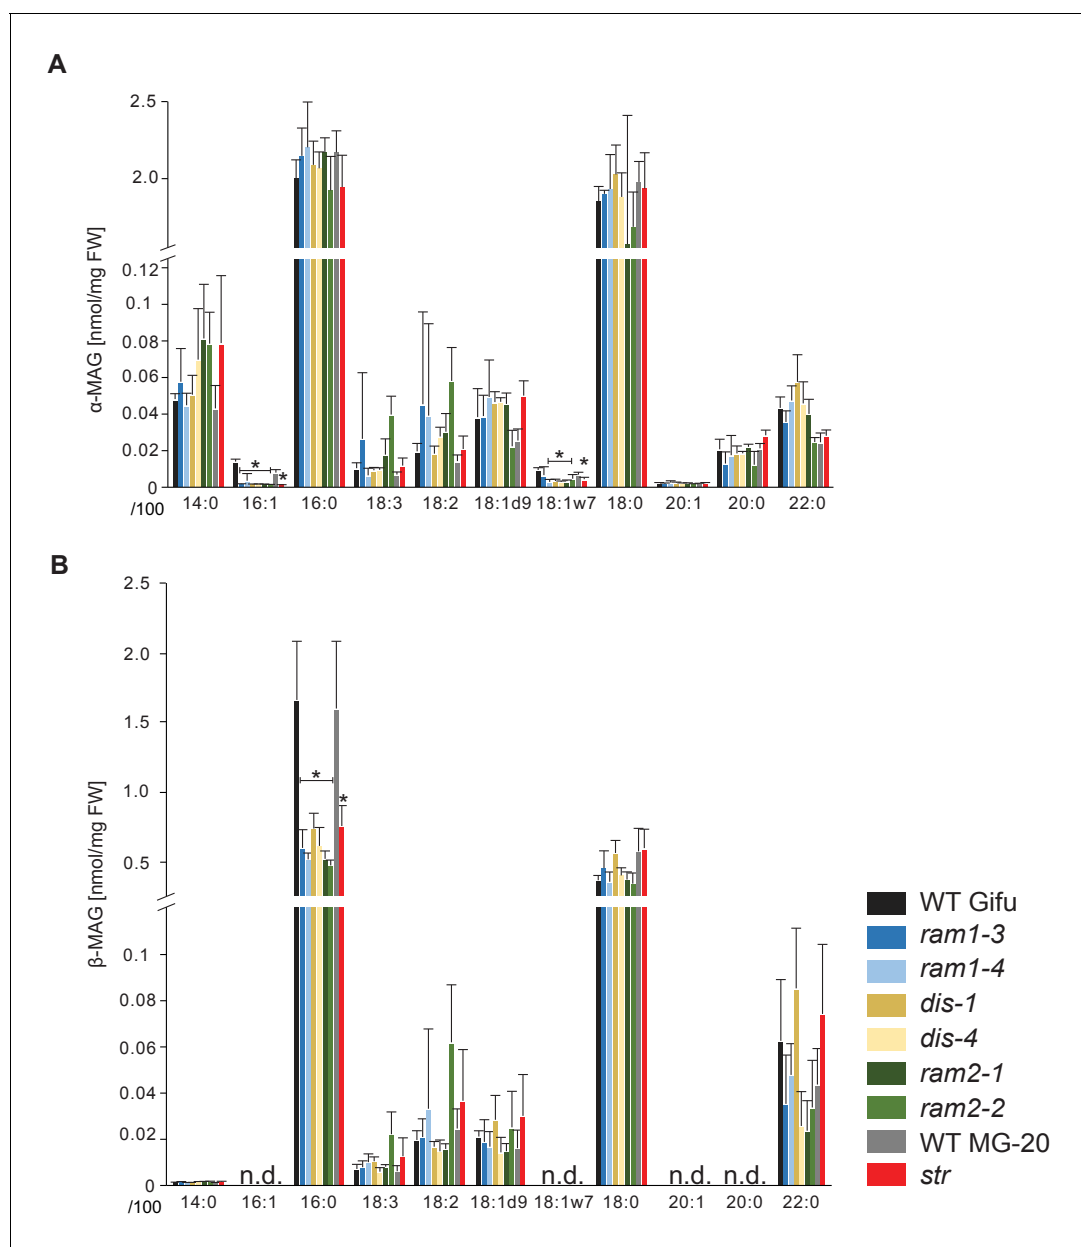 A
α-MAG [nmol/mg FW]
2.5
2.0
0.12
0.1
0.08
0.06
0.04
0.02
0
* * * *
/100
14:0 16:1 16:0 18:3 18:2 18:1d9 18:1w7 18:0 20:1 20:0 22:0
B
β-MAG [nmol/mg FW]
2.5
2.0
1.5
1.0
0.5
0.1
0.08
0.06
0.04
0.02
0
* *
n.d. n.d. n.d. n.d.
/100
14:0 16:1 16:0 18:3 18:2 18:1d9 18:1w7 18:0 20:1 20:0 22:0
WT Gifu
ram1-3
ram1-4
dis-1
dis-4
ram2-1
ram2-2
WT MG-20
str